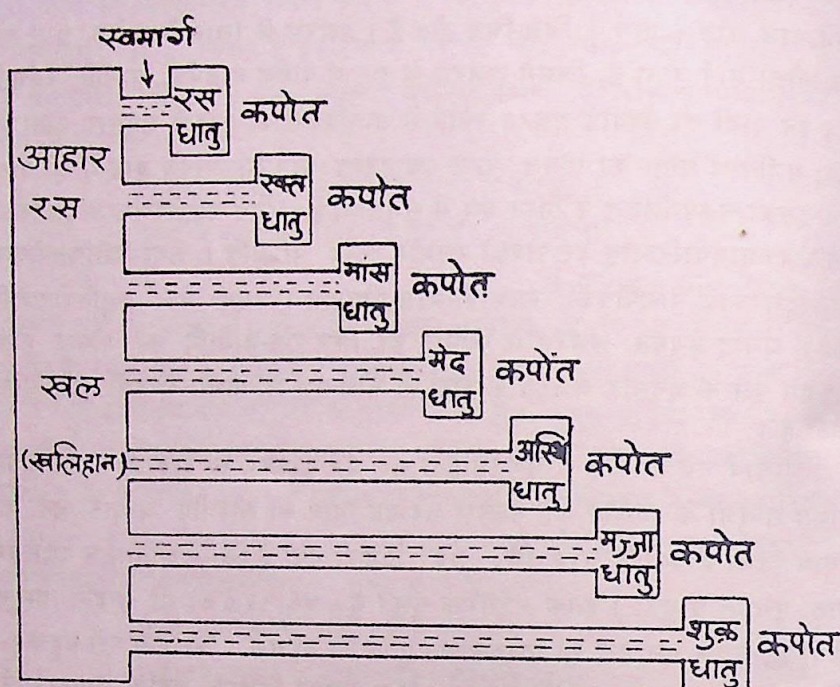 स्वमार्ग
रस
धातु
कपोत
आहार
रस
रक्त
धातु
कपोत
मास
धातु
कपोत
खल
मेद
धातु
कपोंत
(खलिहान)
अस्थि
धातु
कपोत
मज्जा
धातु
कपोत
शुक्र
धातु
कपोत